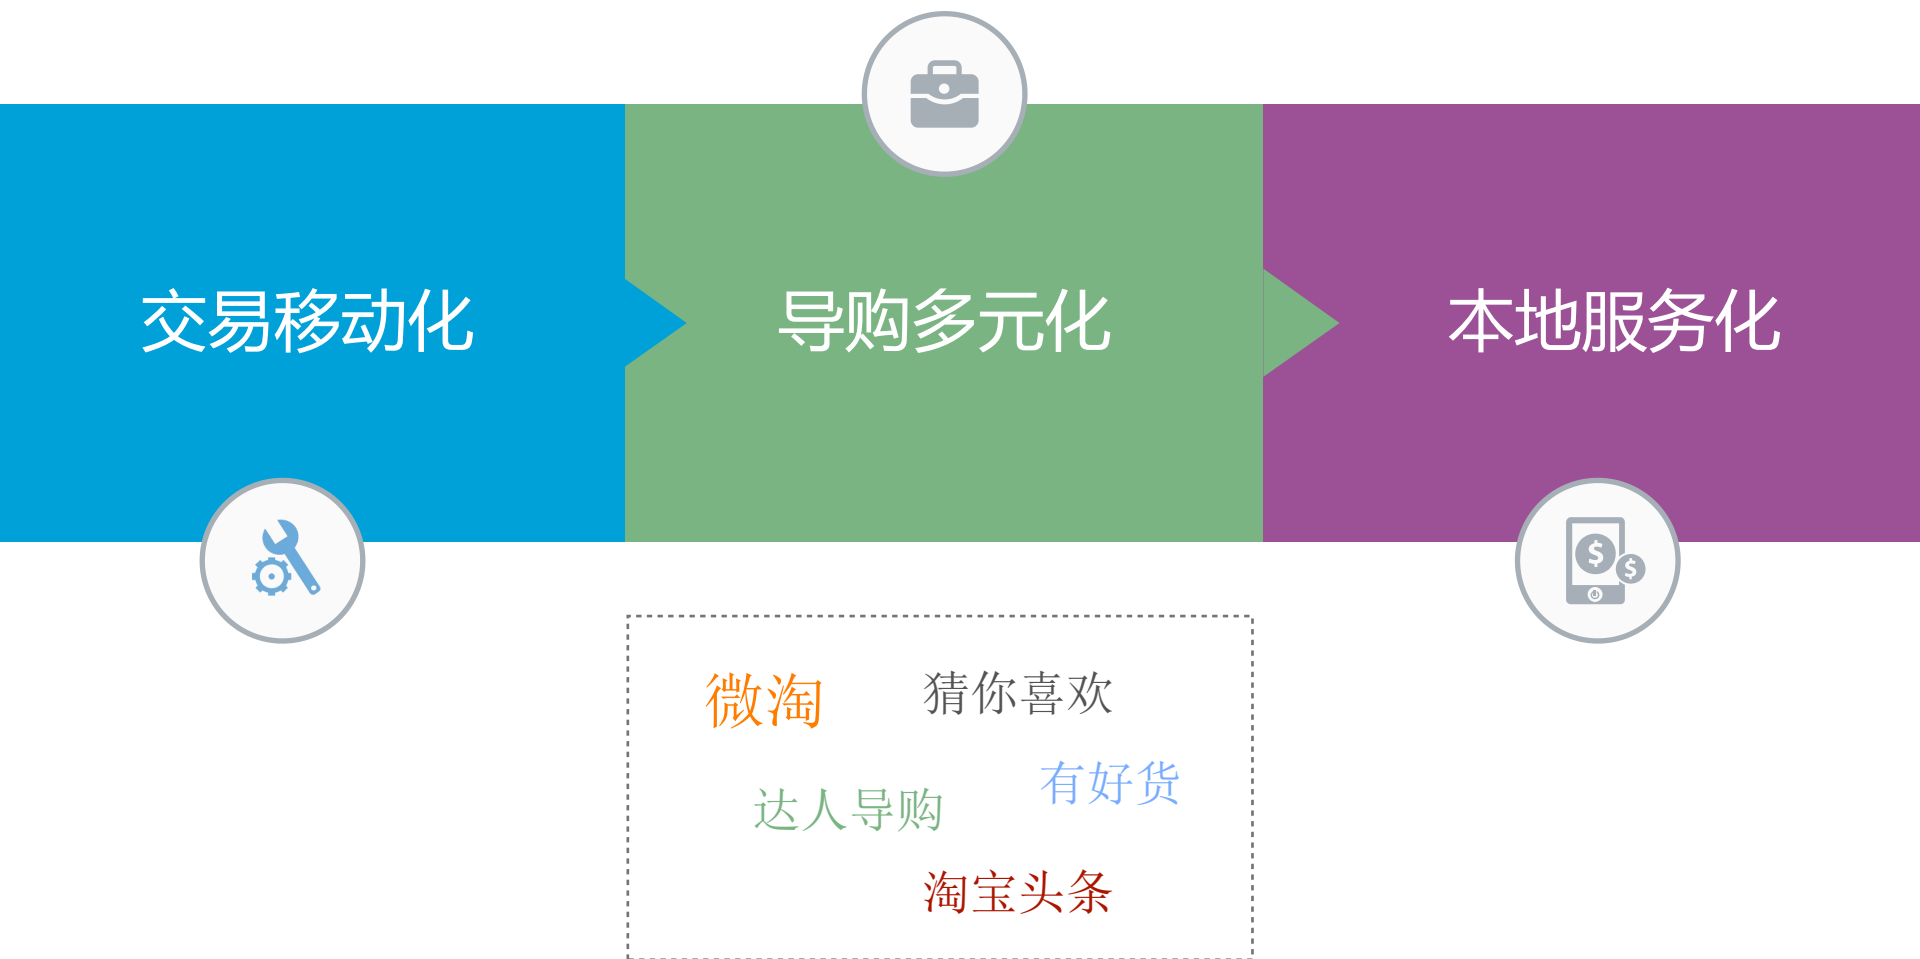 交易移动化
导购多元化
本地服务化
微淘
猜你喜欢
有好货
达人导购
淘宝头条